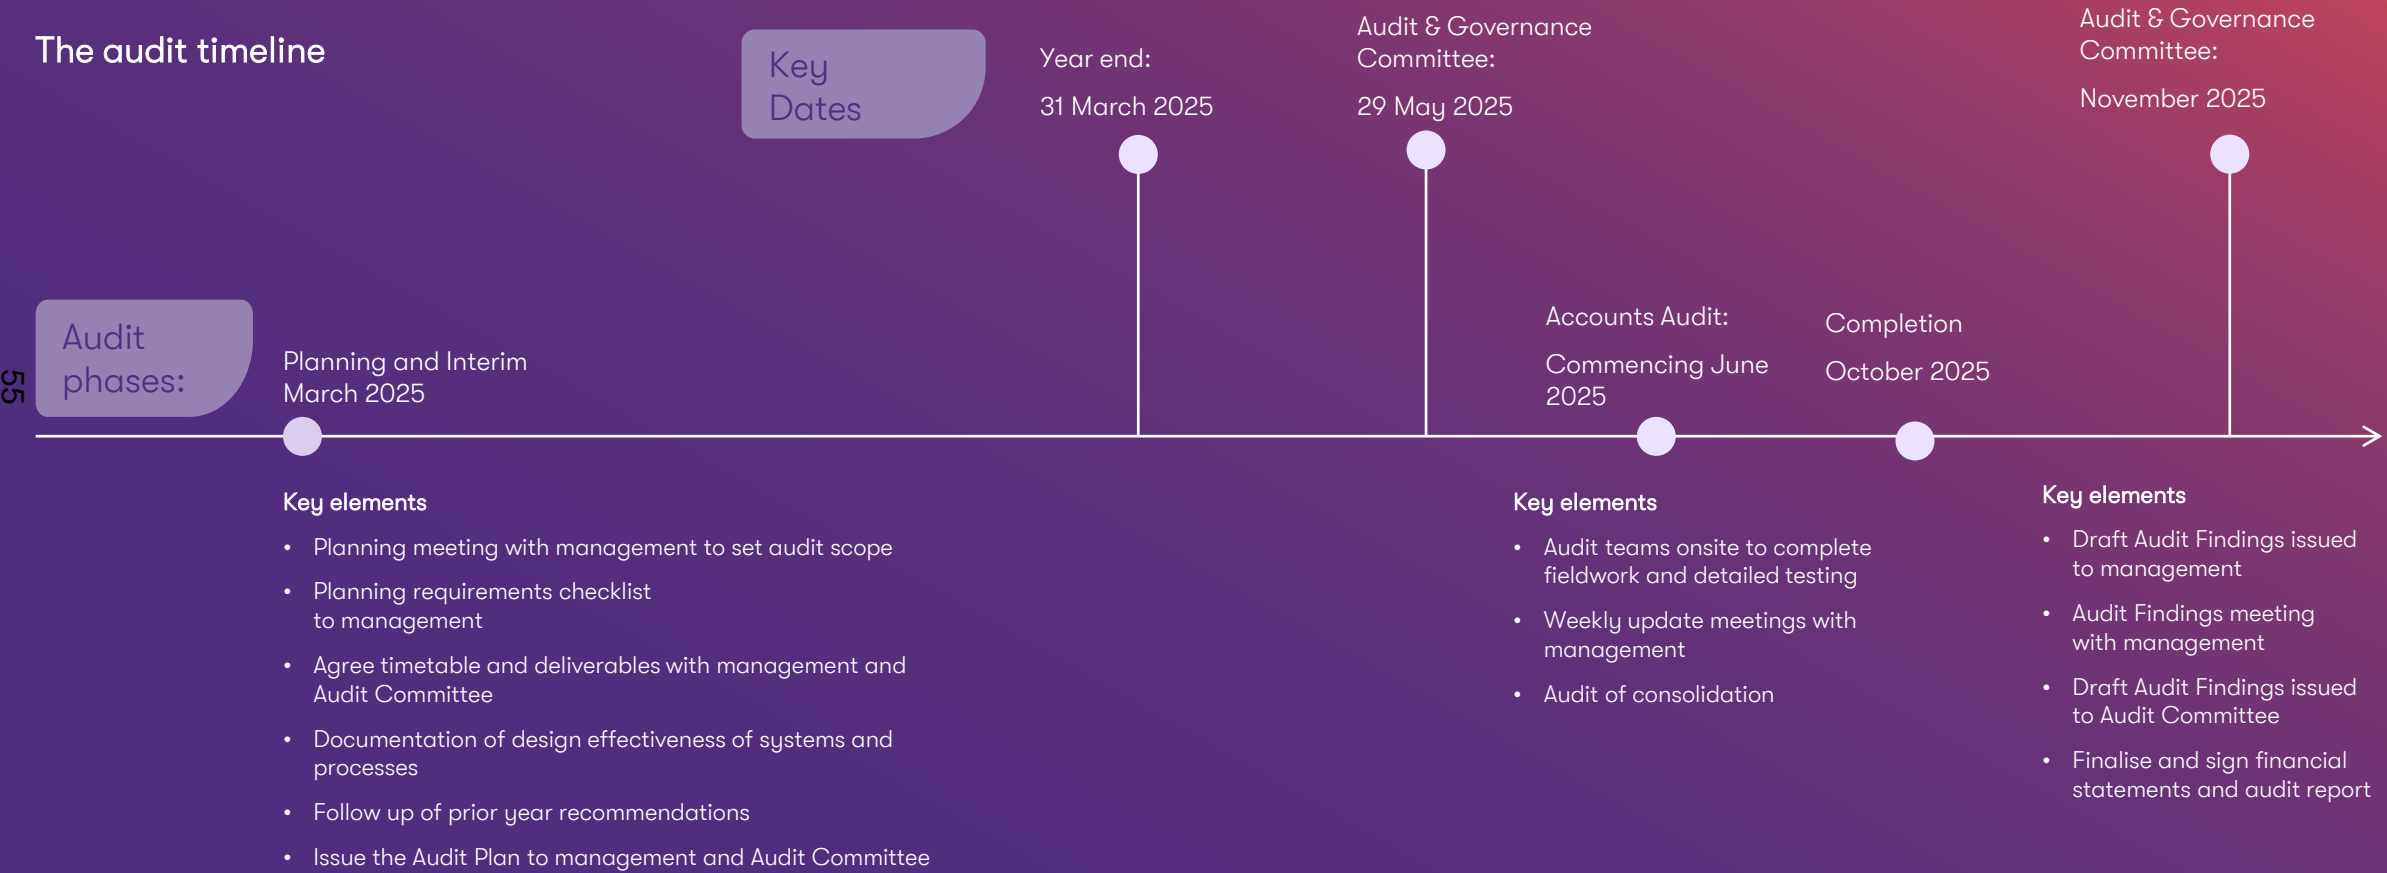 The audit timeline
Key
Dates
Year end:
31 March 2025
Audit & Governance
Committee:
29 May 2025
Audit & Governance
Committee:
November 2025
Audit
phases:
55
Planning and Interim
March 2025
Accounts Audit:
Commencing June
2025
Completion
October 2025
Key elements
• Planning meeting with management to set audit scope
• Planning requirements checklist
to management
• Agree timetable and deliverables with management and
Audit Committee
• Documentation of design effectiveness of systems and
processes
• Follow up of prior year recommendations
• Issue the Audit Plan to management and Audit Committee
Key elements
• Audit teams onsite to complete
fieldwork and detailed testing
• Weekly update meetings with
management
• Audit of consolidation
Key elements
• Draft Audit Findings issued
to management
• Audit Findings meeting
with management
• Draft Audit Findings issued
to Audit Committee
• Finalise and sign financial
statements and audit report